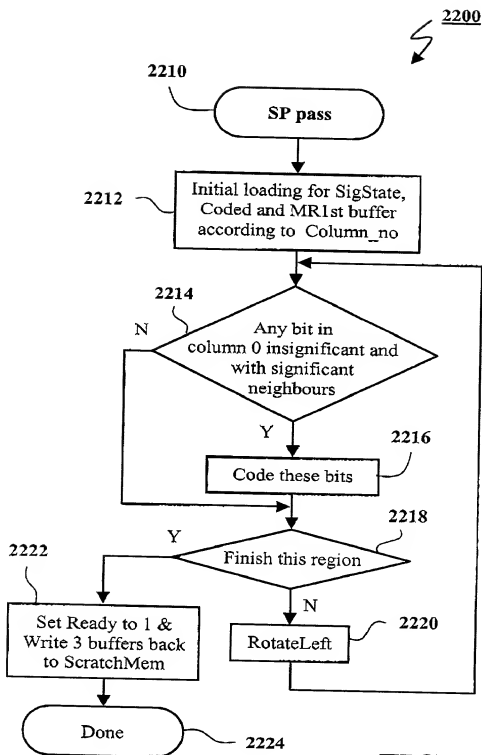 2200
2210
SP pass
2212
Initial loading for SigState,
Coded and MR1st buffer
according to Column_no
2214
N
Any bit in
column 0 insignificant and
with significant
neighbours
Y
2216
Code these bits
2218
Y
Finish this region
2222
N
Set Ready to 1 &
Write 3 buffers back
to ScratchMem
RotateLeft
2220
Done
2224